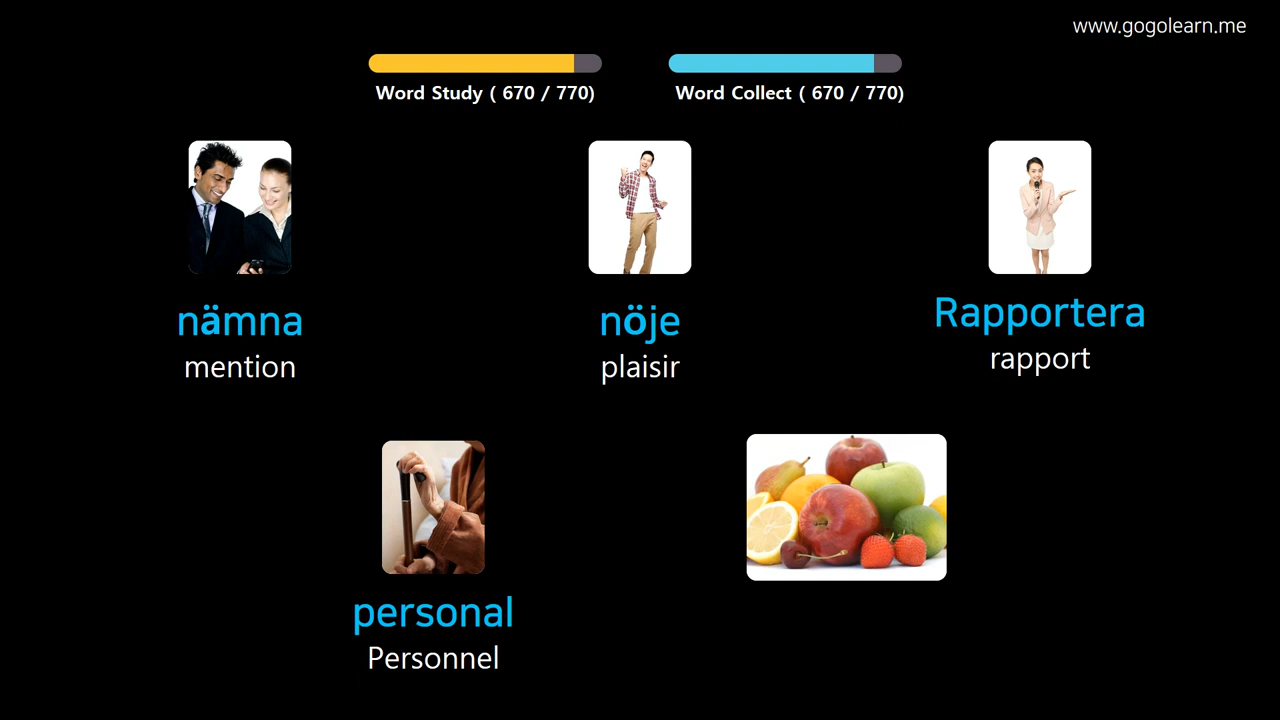 www.gogolearn.me
Word Study ( 670 / 770)
Word Collect ( 670 / 770)
nämna
mention
nöje
plaisir
Rapportera
rapport
personal
Personnel